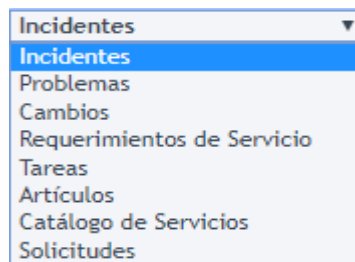 Incidentes
Incidentes
Problemas
Cambios
Requerimientos de Servicio
Tareas
Artículos
Catálogo de Servicios
Solicitudes